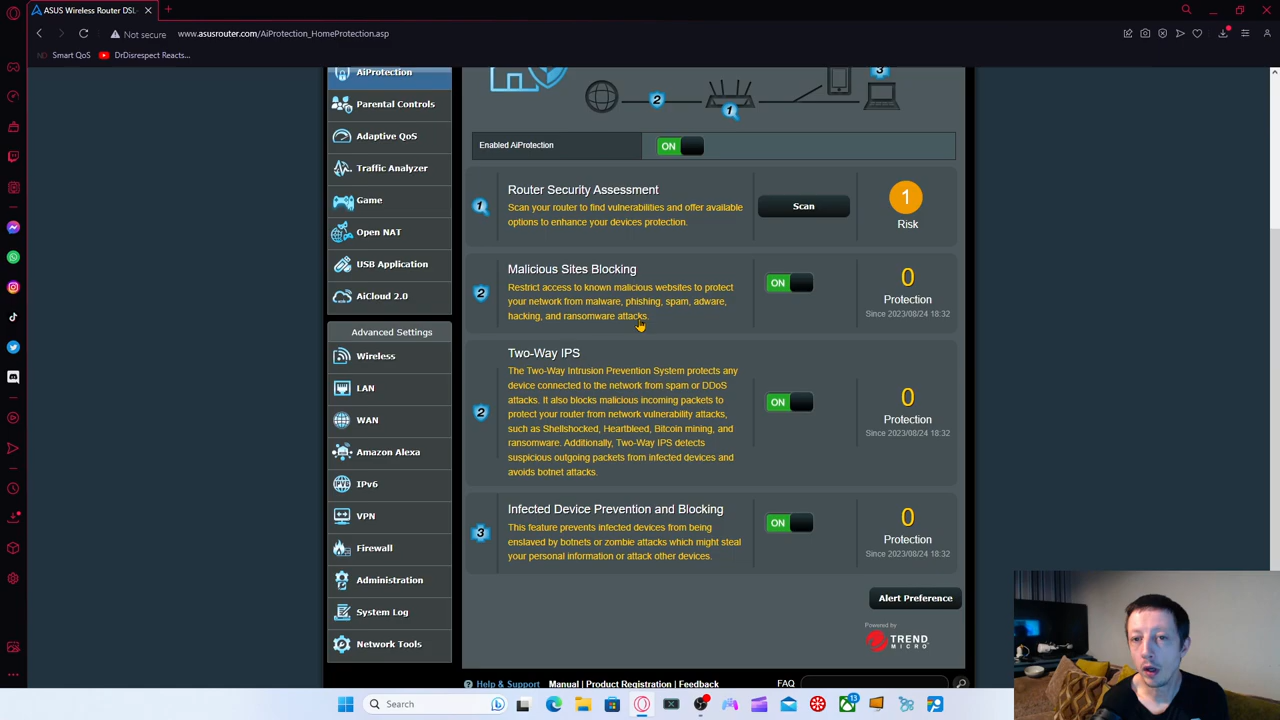 ASUS Wireless Router DSL-
Not secure
www.asusrouter.com/AiProtection_HomeProtection.asp
ND Smart QoS
DrDisrespect Reacts...
AiProtection
Parental Controls
Adaptive QoS
Traffic Analyzer
Game
Open NAT
USB Application
AiCloud 2.0
Advanced Settings
Wireless
LAN
WAN
Amazon Alexa
IPv6
VPN
Firewall
Administration
System Log
Network Tools
3
2
1
Enabled AiProtection
ON
1
Router Security Assessment
Scan your router to find vulnerabilities and offer available
options to enhance your devices protection.
Scan
1
Risk
2
Malicious Sites Blocking
Restrict access to known malicious websites to protect
your network from malware, phishing, spam, adware,
hacking, and ransomware attacks.
ON
0
Protection
Since 2023/08/24 18:32
2
Two-Way IPS
The Two-Way Intrusion Prevention System protects any
device connected to the network from spam or DDoS
attacks. It also blocks malicious incoming packets to
protect your router from network vulnerability attacks,
such as Shellshocked, Heartbleed, Bitcoin mining, and
ransomware. Additionally, Two-Way IPS detects
suspicious outgoing packets from infected devices and
avoids botnet attacks.
ON
0
Protection
Since 2023/08/24 18:32
3
Infected Device Prevention and Blocking
This feature prevents infected devices from being
enslaved by botnets or zombie attacks which might steal
your personal information or attack other devices.
ON
0
Protection
Since 2023/08/24 18:32
Alert Preference
Powered by
TREND
MICRO
Help & Support
Manual | Product Registration | Feedback
FAQ
Search
13